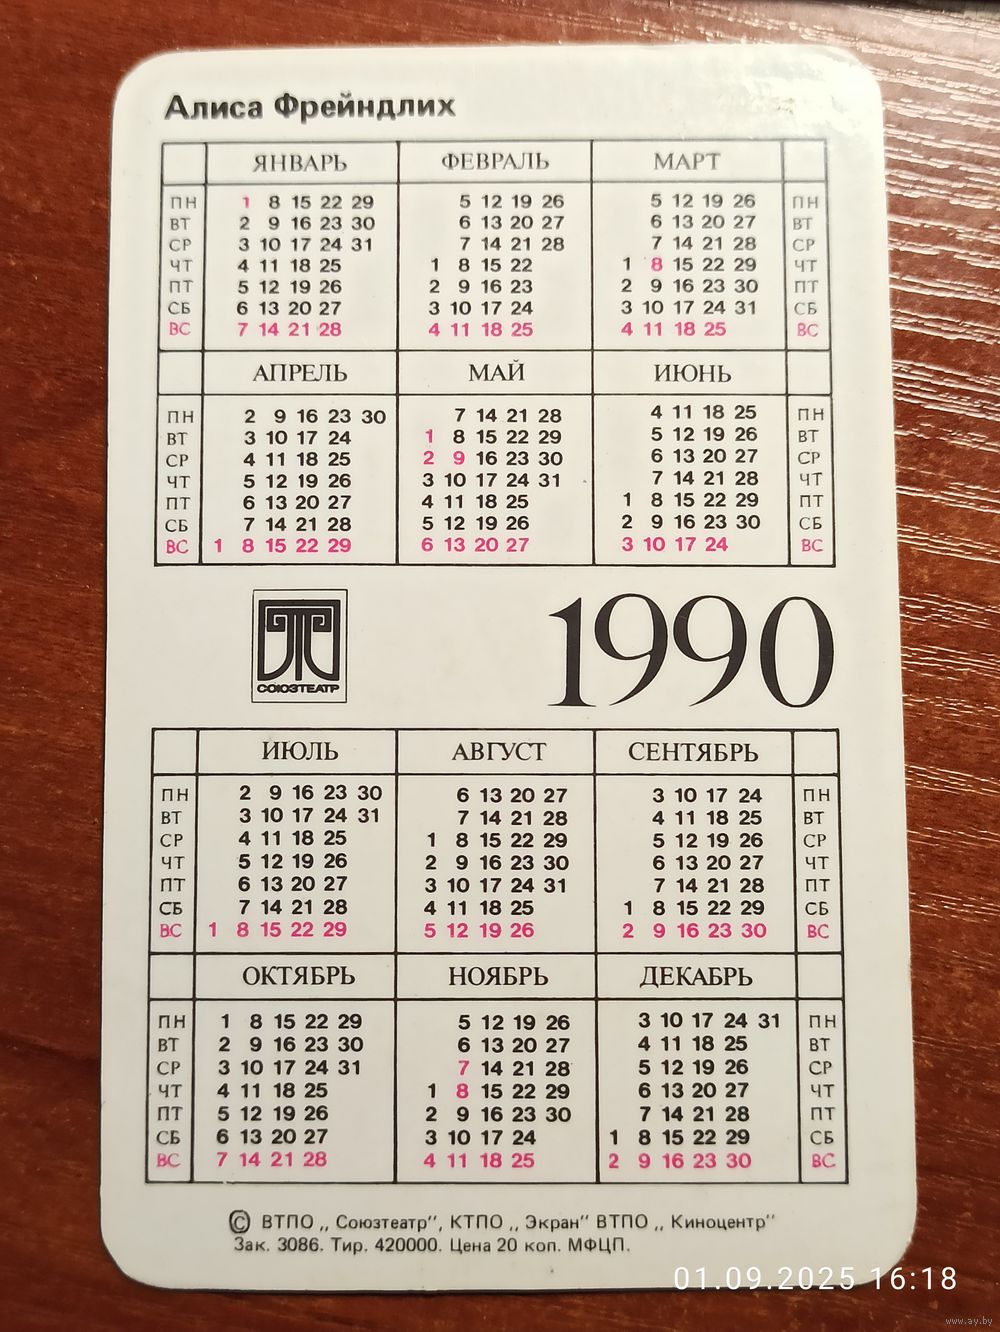 Алиса Фрейндлих
ЯНВАРЬ ФЕВРАЛЬ МАРТ
ПН 1 8 15 22 29 5 12 19 26 5 12 19 26 ПН
ВТ 2 9 16 23 30 6 13 20 27 6 13 20 27 ВТ
СР 3 10 17 24 31 7 14 21 28 7 14 21 28 СР
ЧТ 4 11 18 25 1 8 15 22 1 8 15 22 29 ЧТ
ПТ 5 12 19 26 2 9 16 23 2 9 16 23 30 ПТ
СБ 6 13 20 27 3 10 17 24 3 10 17 24 31 СБ
ВС 7 14 21 28 4 11 18 25 4 11 18 25 ВС
АПРЕЛЬ МАЙ ИЮНЬ
ПН 2 9 16 23 30 7 14 21 28 4 11 18 25 ПН
ВТ 3 10 17 24 1 8 15 22 29 5 12 19 26 ВТ
СР 4 11 18 25 2 9 16 23 30 6 13 20 27 СР
ЧТ 5 12 19 26 3 10 17 24 31 7 14 21 28 ЧТ
ПТ 6 13 20 27 4 11 18 25 1 8 15 22 29 ПТ
СБ 7 14 21 28 5 12 19 26 2 9 16 23 30 СБ
ВС 1 8 15 22 29 6 13 20 27 3 10 17 24 ВС
СОЮЗТЕАТР
1990
ИЮЛЬ АВГУСТ СЕНТЯБРЬ
ПН 2 9 16 23 30 6 13 20 27 3 10 17 24 ПН
ВТ 3 10 17 24 31 7 14 21 28 4 11 18 25 ВТ
СР 4 11 18 25 1 8 15 22 29 5 12 19 26 СР
ЧТ 5 12 19 26 2 9 16 23 30 6 13 20 27 ЧТ
ПТ 6 13 20 27 3 10 17 24 31 7 14 21 28 ПТ
СБ 7 14 21 28 4 11 18 25 1 8 15 22 29 СБ
ВС 1 8 15 22 29 5 12 19 26 2 9 16 23 30 ВС
ОКТЯБРЬ НОЯБРЬ ДЕКАБРЬ
ПН 1 8 15 22 29 5 12 19 26 3 10 17 24 31 ПН
ВТ 2 9 16 23 30 6 13 20 27 4 11 18 25 ВТ
СР 3 10 17 24 31 7 14 21 28 5 12 19 26 СР
ЧТ 4 11 18 25 1 8 15 22 29 6 13 20 27 ЧТ
ПТ 5 12 19 26 2 9 16 23 30 7 14 21 28 ПТ
СБ 6 13 20 27 3 10 17 24 1 8 15 22 29 СБ
ВС 7 14 21 28 4 11 18 25 2 9 16 23 30 ВС
© ВТПО „Союзтеатр", КТПО „Экран" ВТПО „Киноцентр"
Зак. 3086. Тир. 420000. Цена 20 коп. МФЦП.
01.09.2025 16:18
www.ay.by